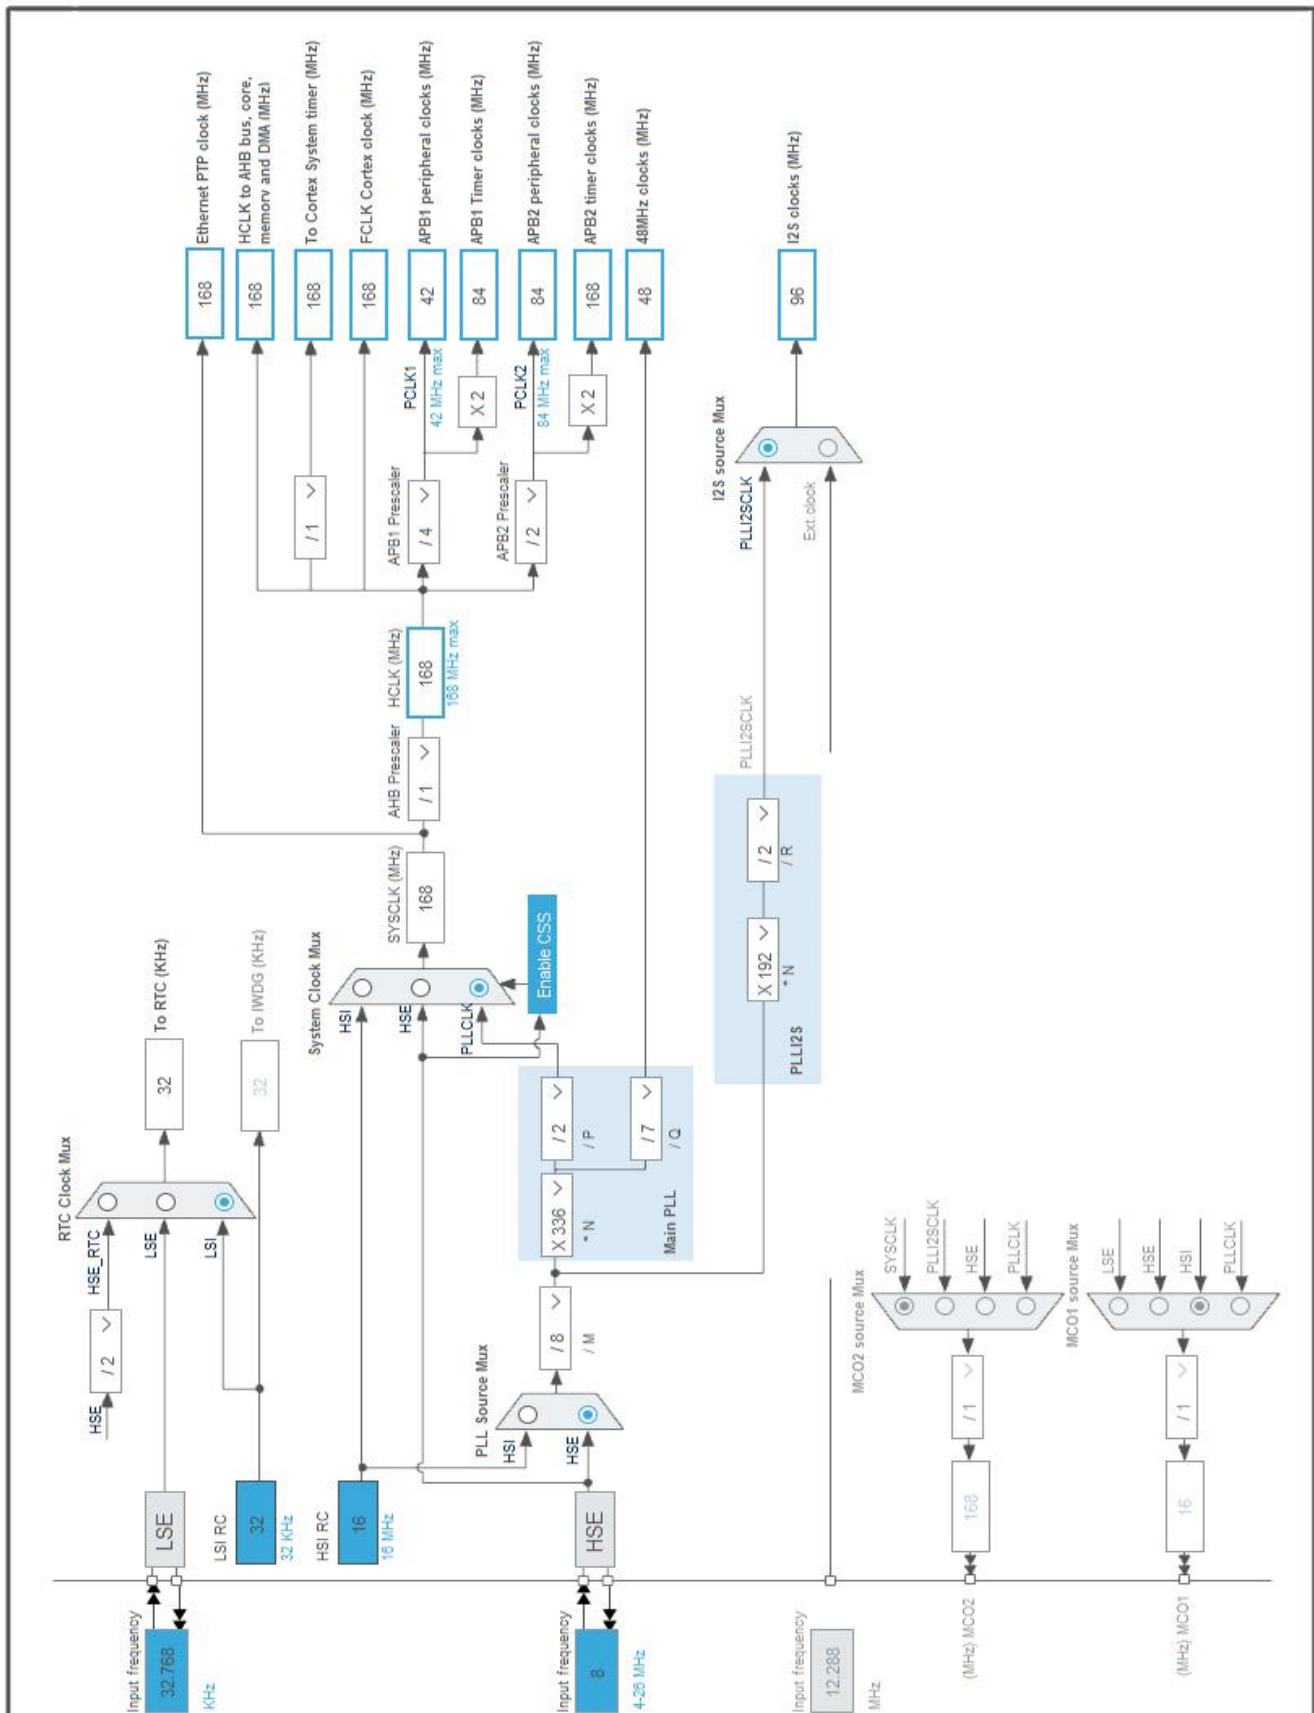 Input frequency
32.768
KHz
LSE
LSI RC
32
32 KHz
HSI RC
16
16 MHz
Input frequency
8
4-26 MHz
HSE
HSE
/ 2
HSE_RTC
LSE
LSI
RTC Clock Mux
32
To RTC (KHz)
32
To IWDG (KHz)
PLL Source Mux
HSI
HSE
/ 8
/ M
X 336
* N
/ 2
/ P
/ 7
/ Q
Main PLL
System Clock Mux
HSI
HSE
PLLCLK
Enable CSS
SYSCLK (MHz)
168
AHB Prescaler
/ 1
HCLK (MHz)
168
168 MHz max
/ 1
APB1 Prescaler
/ 4
PCLK1
42 MHz max
X 2
APB2 Prescaler
/ 2
PCLK2
84 MHz max
X 2
168
Ethernet PTP clock (MHz)
168
HCLK to AHB bus, core,
memory and DMA (MHz)
168
To Cortex System timer (MHz)
168
FCLK Cortex clock (MHz)
42
APB1 peripheral clocks (MHz)
84
APB1 Timer clocks (MHz)
84
APB2 peripheral clocks (MHz)
168
APB2 timer clocks (MHz)
48
48MHz clocks (MHz)
X 192
* N
/ 2
/ R
PLLI2S
PLLI2SCLK
PLLI2SCLK
Ext.clock
I2S source Mux
96
I2S clocks (MHz)
Input frequency
12.288
MHz
(MHz) MCO2
168
/ 1
MCO2 source Mux
SYSCLK
PLLI2SCLK
HSE
PLLCLK
(MHz) MCO1
16
/ 1
MCO1 source Mux
LSE
HSE
HSI
PLLCLK